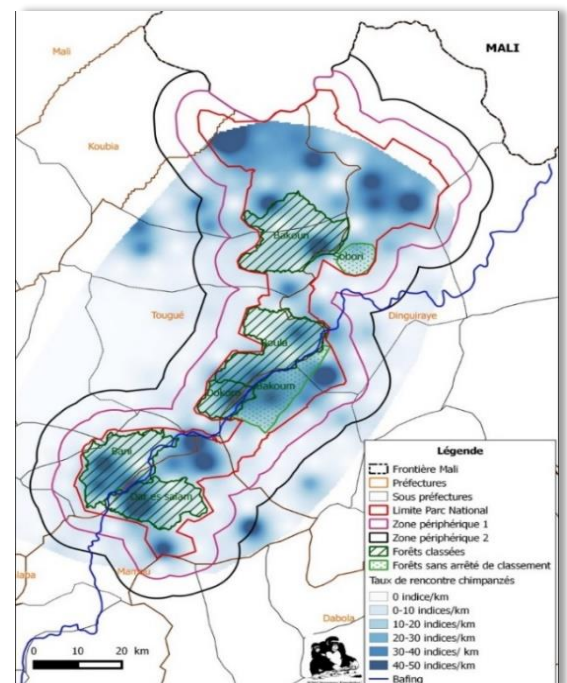 Mali
MALI
Koubia
Bakoun
Sobori
Tougué
Dinguiraye
Boula
Bakoum
Dokoro
Bani
Dar es salam
Mamou
Dabola
0 10 20 km
Légende
Frontière Mali
Préfectures
Sous préfectures
Limite Parc National
Zone périphérique 1
Zone périphérique 2
Forêts classées
Forêts sans arrêté de classement
Taux de rencontre chimpanzés
0 indice/km
0-10 indices/km
10-20 indices/km
20-30 indices/km
30-40 indices/ km
40-50 indices/km
Bafing